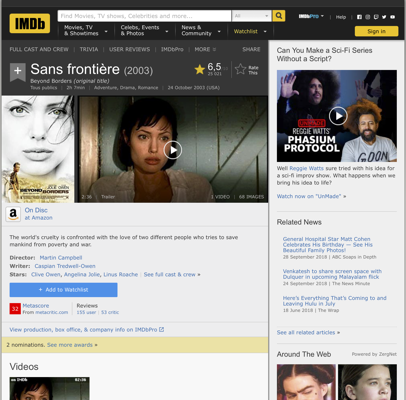 IMDb
Find Movies, TV shows, Celebrities and more...
All
IMDbPro
Help
Movies, TV & Showtimes
Celebs, Events & Photos
News & Community
Watchlist
Sign in
FULL CAST AND CREW | TRIVIA | USER REVIEWS | IMDbPro | MORE
SHARE
Sans frontière (2003)
Beyond Borders (original title)
Tous publics | 2h 7min | Adventure, Drama, Romance | 24 October 2003 (USA)
6,5
Rate This
BEYOND BORDERS
2:36 Trailer
1 VIDEO | 68 IMAGES
On Disc
at Amazon
The world's cruelty is confronted with the love of two different people who tries to save
mankind from poverty and war.
Director: Martin Campbell
Writer: Caspian Tredwell-Owen
Stars: Clive Owen, Angelina Jolie, Linus Roache | See full cast & crew »
+ Add to Watchlist
Metascore
From metacritic.com
Reviews
155 user | 53 critic
View production, box office, & company info on IMDbPro
2 nominations. See more awards »
Videos
Can You Make a Sci-Fi Series
Without a Script?
REGGIE WATTS'
PHASIUM
PROTOCOL
Well Reggie Watts sure tried with his idea for
a sci-fi improv show. What happens when we
bring his idea to life?
Watch now on "UnMade" »
Related News
General Hospital Star Matt Cohen
Celebrates His Birthday — See His
Beautiful Family Photos!
28 September 2018 | ABC Soaps in Depth
Venkatesh to share screen space with
Dulquer in upcoming Malayalam flick
24 September 2018 | The News Minute
Here's Everything That's Coming to and
Leaving Hulu in July
18 June 2018 | The Wrap
See all related articles »
Around The Web
Powered by ZergNet